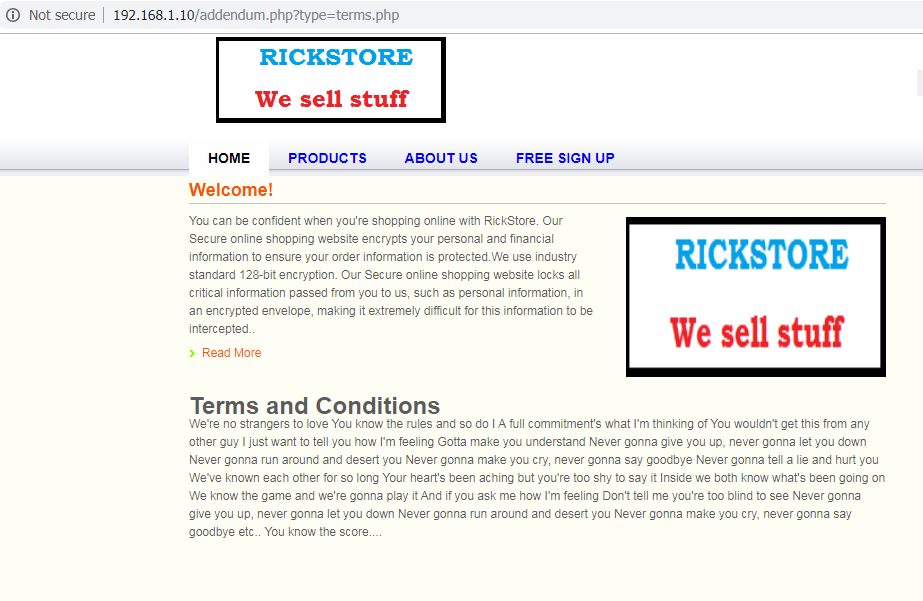 Not secure | 192.168.1.10/addendum.php?type=terms.php
RICKSTORE
We sell stuff
HOME PRODUCTS ABOUT US FREE SIGN UP
Welcome!
You can be confident when you're shopping online with RickStore. Our
Secure online shopping website encrypts your personal and financial
information to ensure your order information is protected.We use industry
standard 128-bit encryption. Our Secure online shopping website locks all
critical information passed from you to us, such as personal information, in
an encrypted envelope, making it extremely difficult for this information to be
intercepted..
Read More
RICKSTORE
We sell stuff
Terms and Conditions
We're no strangers to love You know the rules and so do I A full commitment's what I'm thinking of You wouldn't get this from any
other guy I just want to tell you how I'm feeling Gotta make you understand Never gonna give you up, never gonna let you down
Never gonna run around and desert you Never gonna make you cry, never gonna say goodbye Never gonna tell a lie and hurt you
We've known each other for so long Your heart's been aching but you're too shy to say it Inside we both know what's been going on
We know the game and we're gonna play it And if you ask me how I'm feeling Don't tell me you're too blind to see Never gonna
give you up, never gonna let you down Never gonna run around and desert you Never gonna make you cry, never gonna say
goodbye etc.. You know the score....